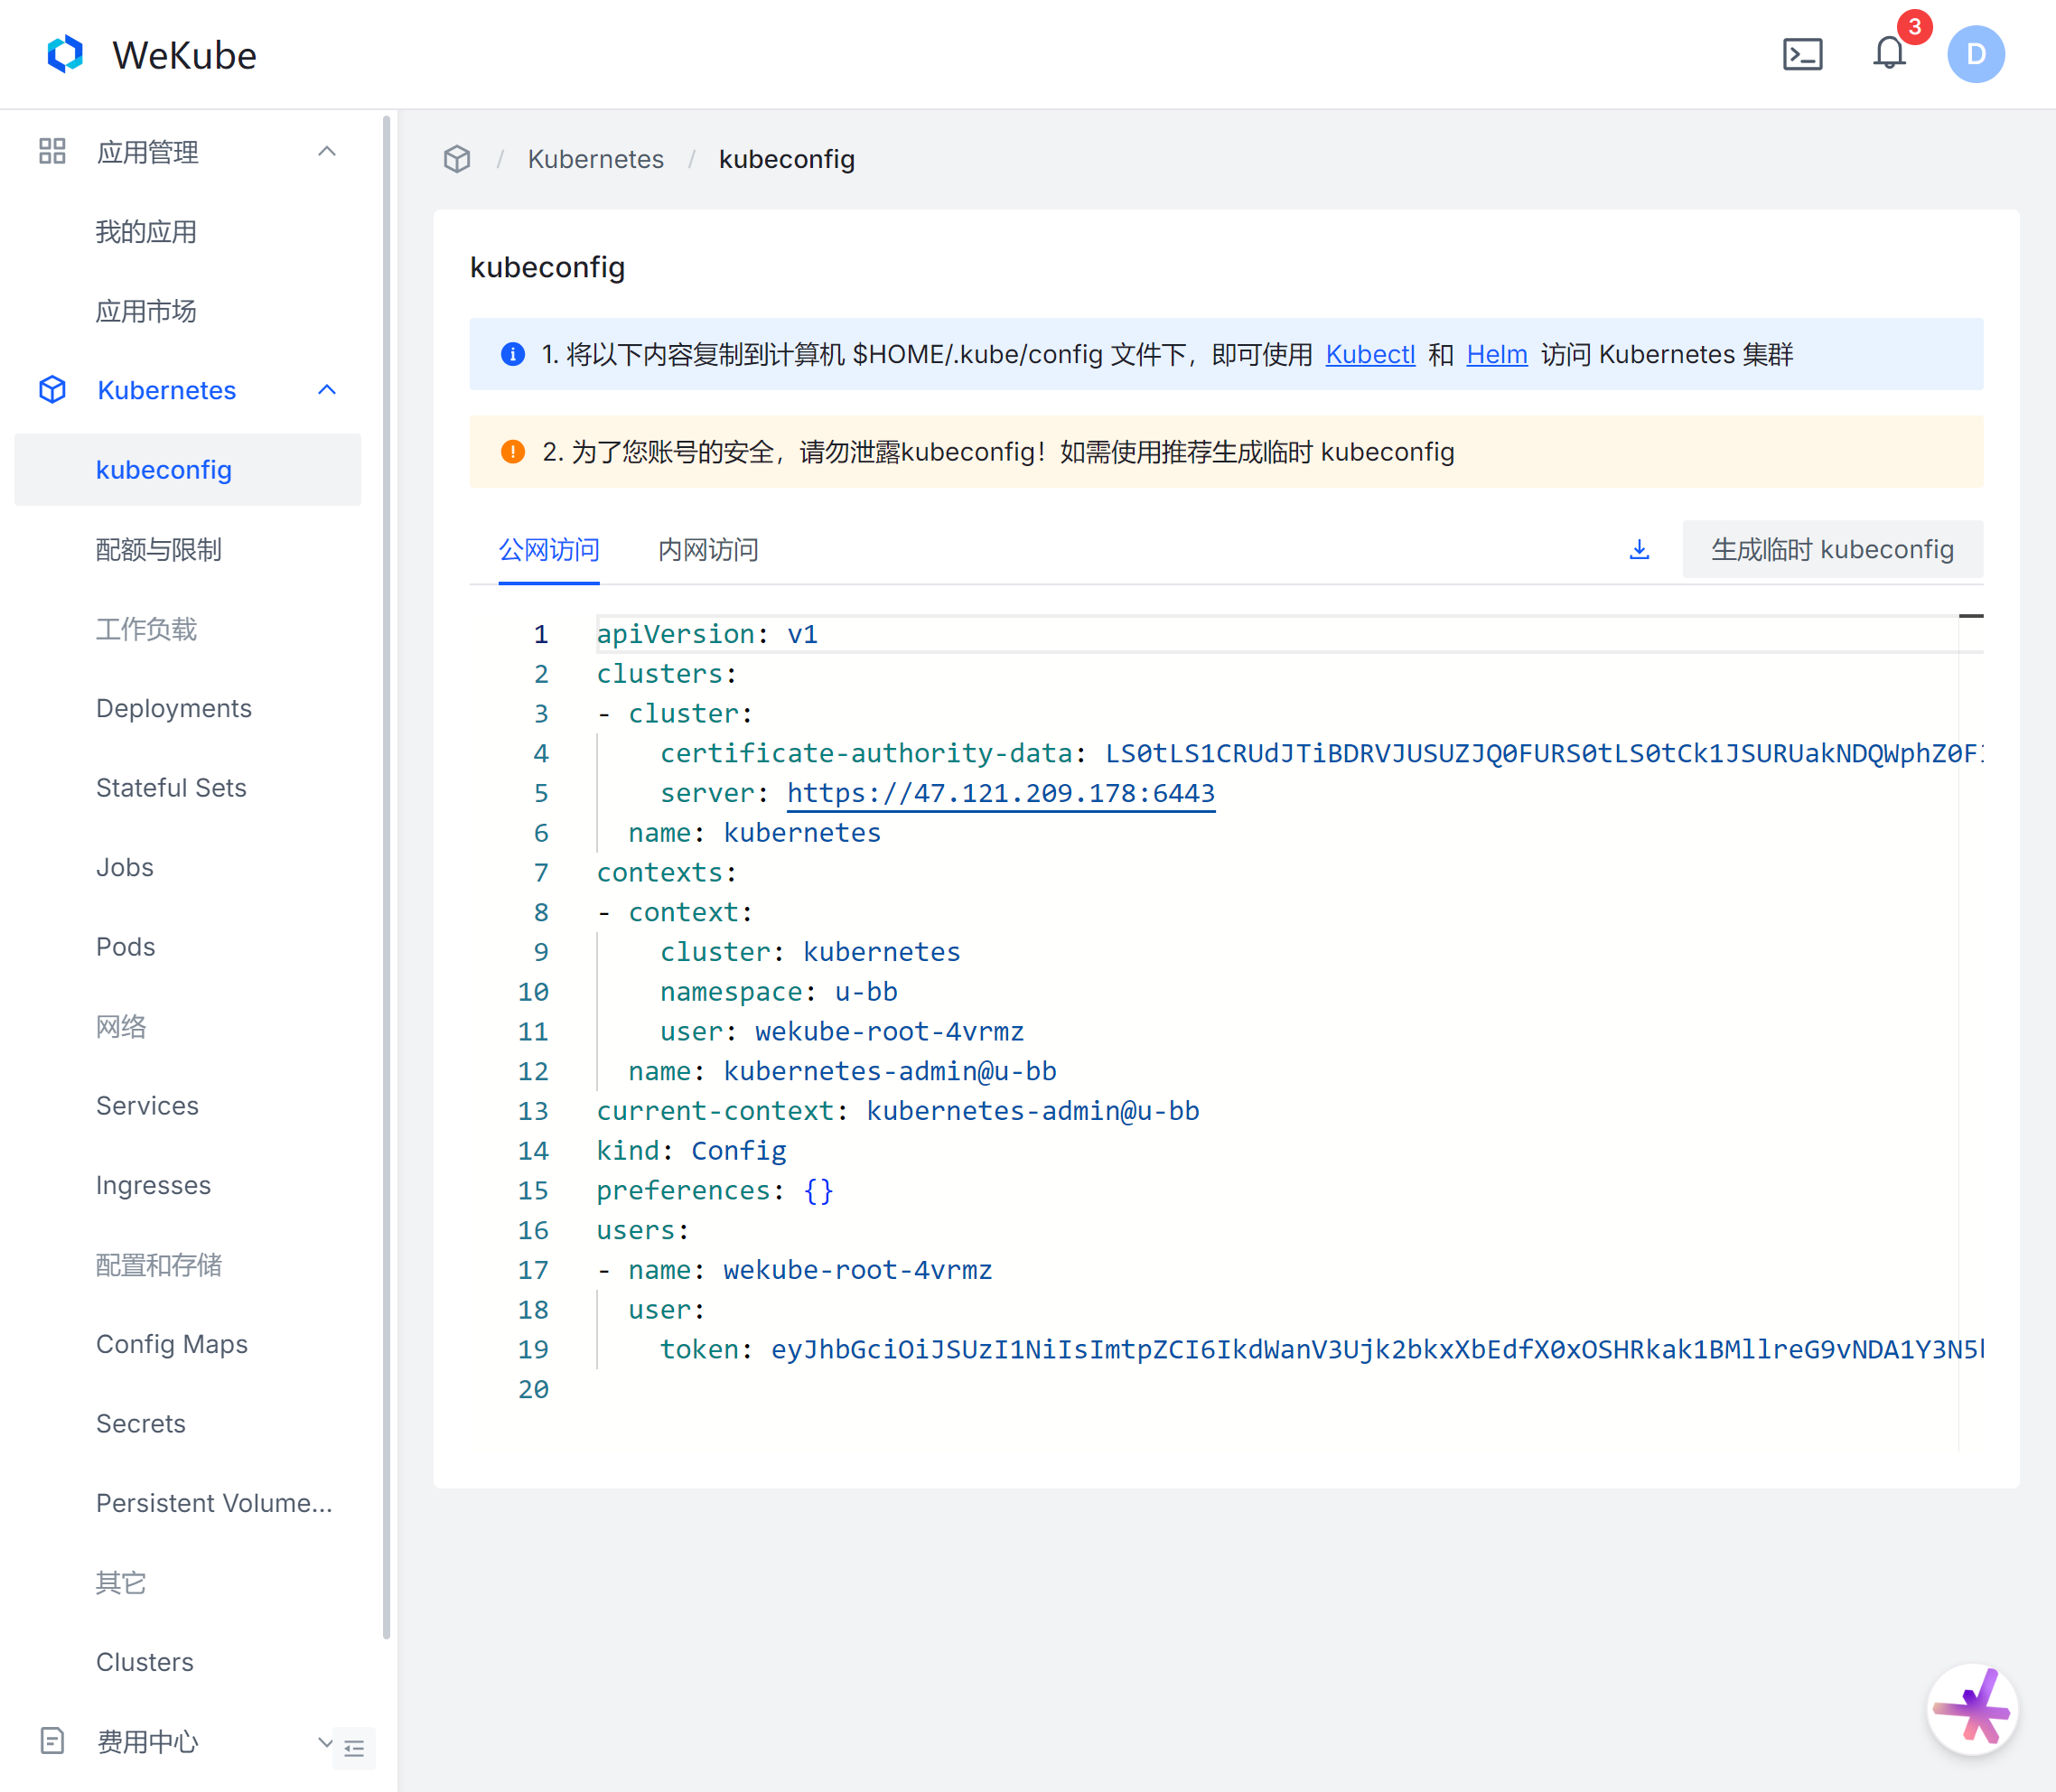 WeKube
3
D
应用管理
我的应用
应用市场
Kubernetes
kubeconfig
配额与限制
工作负载
Deployments
Stateful Sets
Jobs
Pods
网络
Services
Ingresses
配置和存储
Config Maps
Secrets
Persistent Volume...
其它
Clusters
费用中心
/ Kubernetes / kubeconfig
kubeconfig
1. 将以下内容复制到计算机 $HOME/.kube/config 文件下，即可使用 Kubectl 和 Helm 访问 Kubernetes 集群
2. 为了您账号的安全，请勿泄露kubeconfig！如需使用推荐生成临时 kubeconfig
公网访问 内网访问 生成临时 kubeconfig
1 apiVersion: v1
2 clusters:
3 - cluster:
4 certificate-authority-data: LS0tLS1CRUdJTiBDRVJUSUZJQ0FURS0tLS0tCk1JSURUakNDQWphZ0F
5 server: https://47.121.209.178:6443
6 name: kubernetes
7 contexts:
8 - context:
9 cluster: kubernetes
10 namespace: u-bb
11 user: wekube-root-4vrmz
12 name: kubernetes-admin@u-bb
13 current-context: kubernetes-admin@u-bb
14 kind: Config
15 preferences: {}
16 users:
17 - name: wekube-root-4vrmz
18 user:
19 token: eyJhbGciOiJSUzI1NiIsImtpZCI6IkdWanV3Ujk2bkxXbEdfX0xOSHRkak1BMllreG9vNDA1Y3N5
20